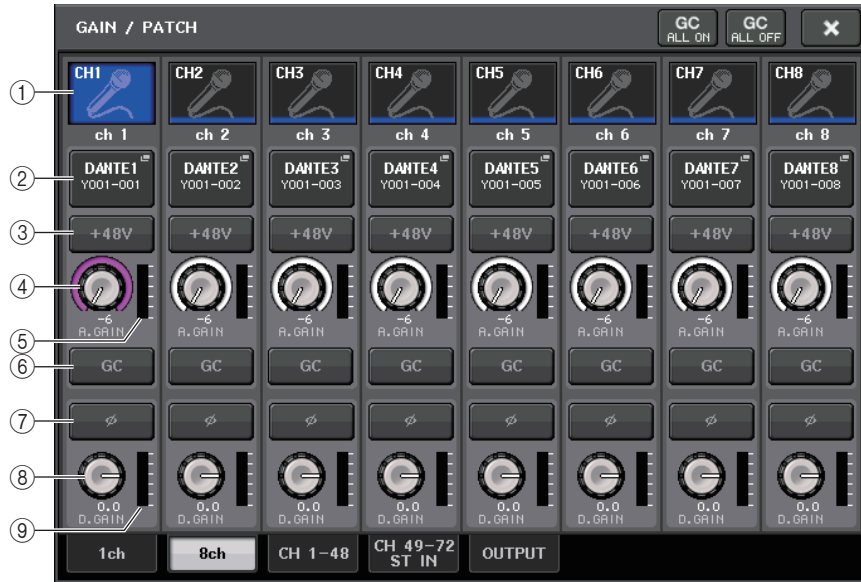 GAIN / PATCH
GC ALL ON
GC ALL OFF
×
① CH1 CH2 CH3 CH4 CH5 CH6 CH7 CH8
ch 1 ch 2 ch 3 ch 4 ch 5 ch 6 ch 7 ch 8
② DANTE1 DANTE2 DANTE3 DANTE4 DANTE5 DANTE6 DANTE7 DANTE8
Y001-001 Y001-002 Y001-003 Y001-004 Y001-005 Y001-006 Y001-007 Y001-008
③ +48V +48V +48V +48V +48V +48V +48V +48V
④
-6 -6 -6 -6 -6 -6 -6 -6
⑤ A.GAIN A.GAIN A.GAIN A.GAIN A.GAIN A.GAIN A.GAIN A.GAIN
⑥ GC GC GC GC GC GC GC GC
⑦ ø ø ø ø ø ø ø ø
⑧
0.0 0.0 0.0 0.0 0.0 0.0 0.0 0.0
⑨ D.GAIN D.GAIN D.GAIN D.GAIN D.GAIN D.GAIN D.GAIN D.GAIN
1ch 8ch CH 1-48 CH 49-72 ST IN OUTPUT